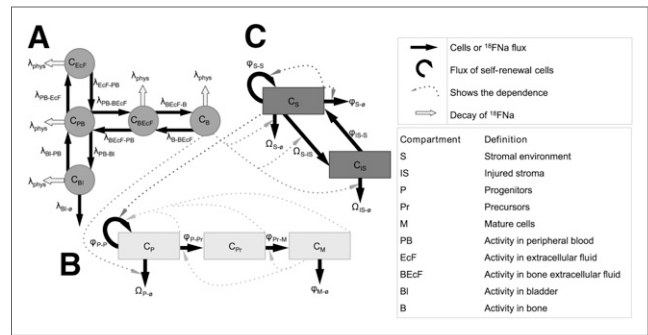 A
C_EcF
λ_phys
λ_EcF-PB
λ_PB-EcF
λ_PB-BEcF
λ_phys
λ_BEcF-B
λ_phys
λ_phys
C_PB
C_BEcF
C_B
λ_BEcF-PB
λ_B-BEcF
λ_BI-PB
λ_PB-BI
λ_phys
C_BI
λ_BI-ø
C
φ_S-S
C_S
φ_S-ø
φ_IS-S
Ω_S-ø
Ω_S-IS
C_IS
Ω_IS-ø
B
φ_P-P
C_P
φ_P-Pr
C_Pr
φ_Pr-M
C_M
Ω_P-ø
φ_M-ø
Cells or ¹⁸FNa flux
Flux of self-renewal cells
Shows the dependence
Decay of ¹⁸FNa
Compartment Definition
S Stromal environment
IS Injured stroma
P Progenitors
Pr Precursors
M Mature cells
PB Activity in peripheral blood
EcF Activity in extracellular fluid
BEcF Activity in bone extracellular fluid
BI Activity in bladder
B Activity in bone